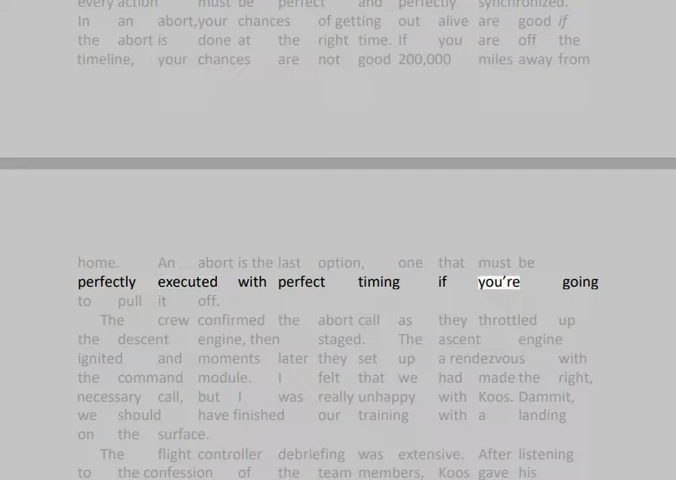 every action must be perfect and perfectly synchronized.
In an abort,your chances of getting out alive are good if
the abort is done at the right time. If you are off the
timeline, your chances are not good 200,000 miles away from
home. An abort is the last option, one that must be
perfectly executed with perfect timing if you're going
to pull it off.
The crew confirmed the abort call as they throttled up
the descent engine, then staged. The ascent engine
ignited and moments later they set up a rendezvous with
the command module. I felt that we had made the right,
necessary call, but I was really unhappy with Koos. Dammit,
we should have finished our training with a landing
on the surface.
The flight controller debriefing was extensive. After listening
to the confession of the team members, Koos gave his